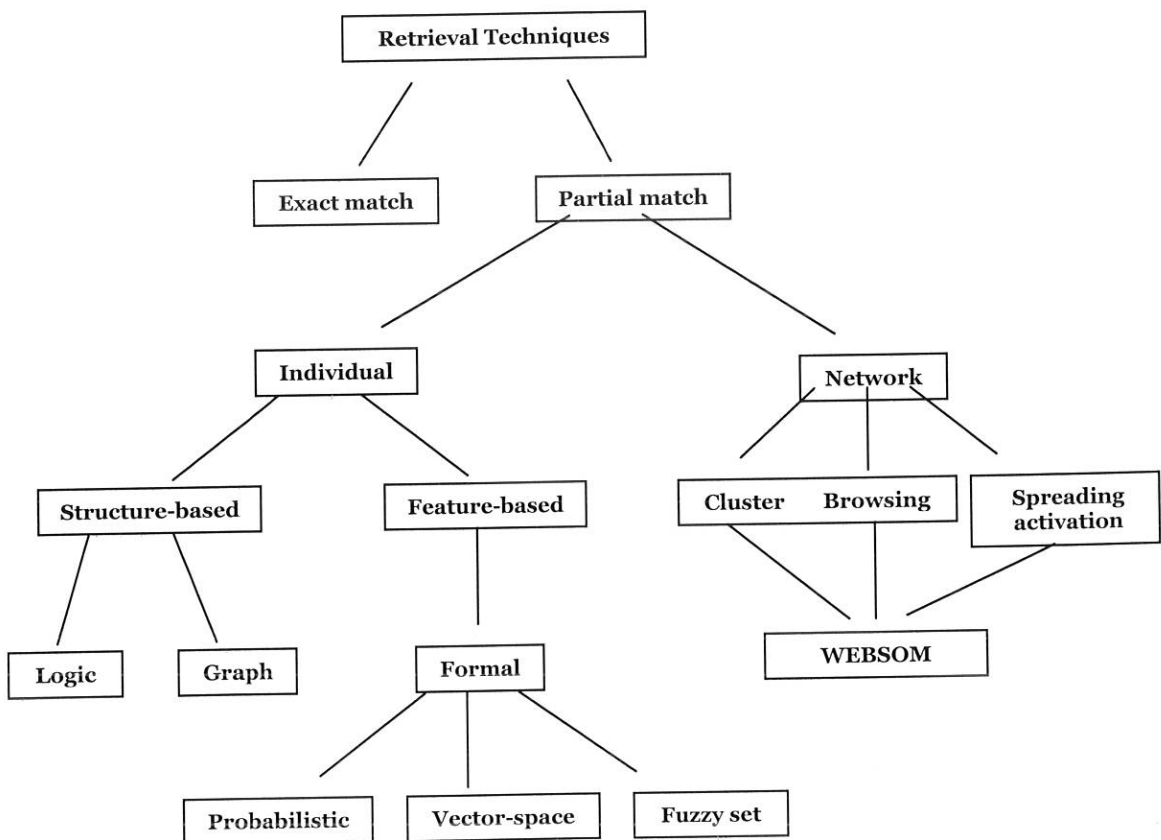 Retrieval Techniques
Exact match
Partial match
Individual
Network
Structure-based
Feature-based
Cluster Browsing
Spreading
activation
Logic
Graph
Formal
WEBSOM
Probabilistic
Vector-space
Fuzzy set